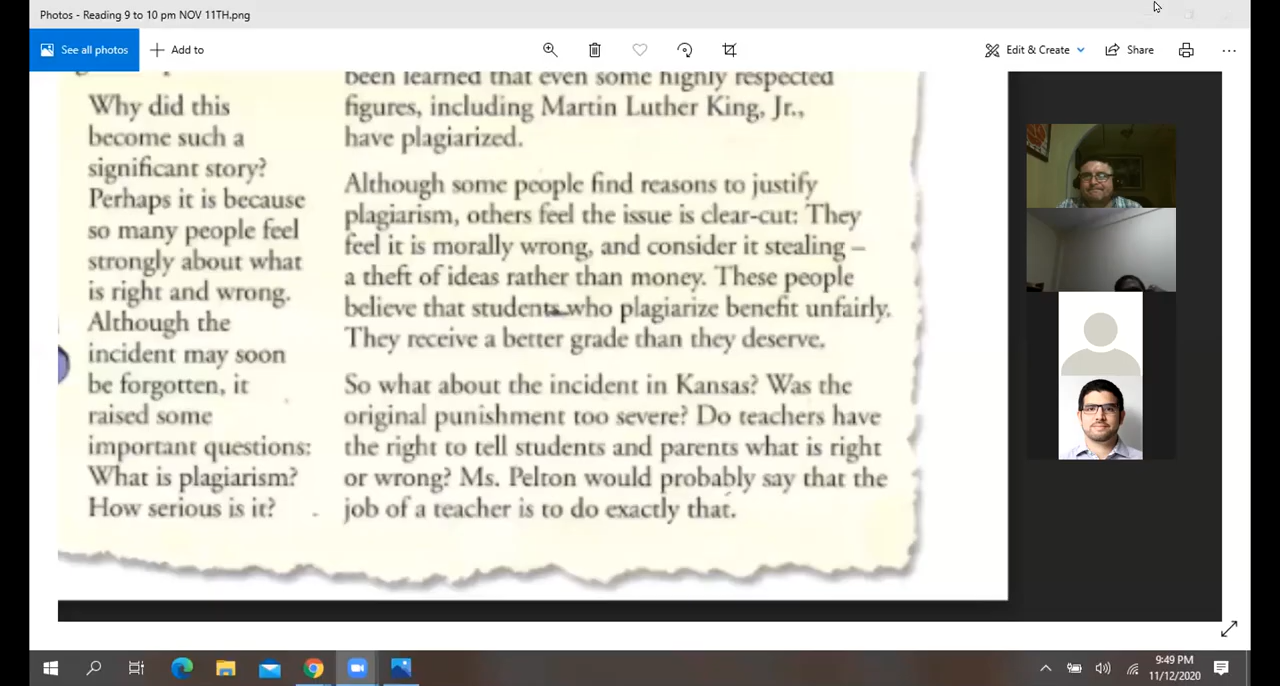 Photos - Reading 9 to 10 pm NOV 11TH.png
See all photos
Add to
Edit & Create
Share
Why did this
become such a
significant story?
Perhaps it is because
so many people feel
strongly about what
is right and wrong.
Although the
incident may soon
be forgotten, it
raised some
important questions:
What is plagiarism?
How serious is it?
been learned that even some highly respected
figures, including Martin Luther King, Jr.,
have plagiarized.
Although some people find reasons to justify
plagiarism, others feel the issue is clear-cut: They
feel it is morally wrong, and consider it stealing –
a theft of ideas rather than money. These people
believe that students who plagiarize benefit unfairly.
They receive a better grade than they deserve.
So what about the incident in Kansas? Was the
original punishment too severe? Do teachers have
the right to tell students and parents what is right
or wrong? Ms. Pelton would probably say that the
job of a teacher is to do exactly that.
9:49 PM
11/12/2020